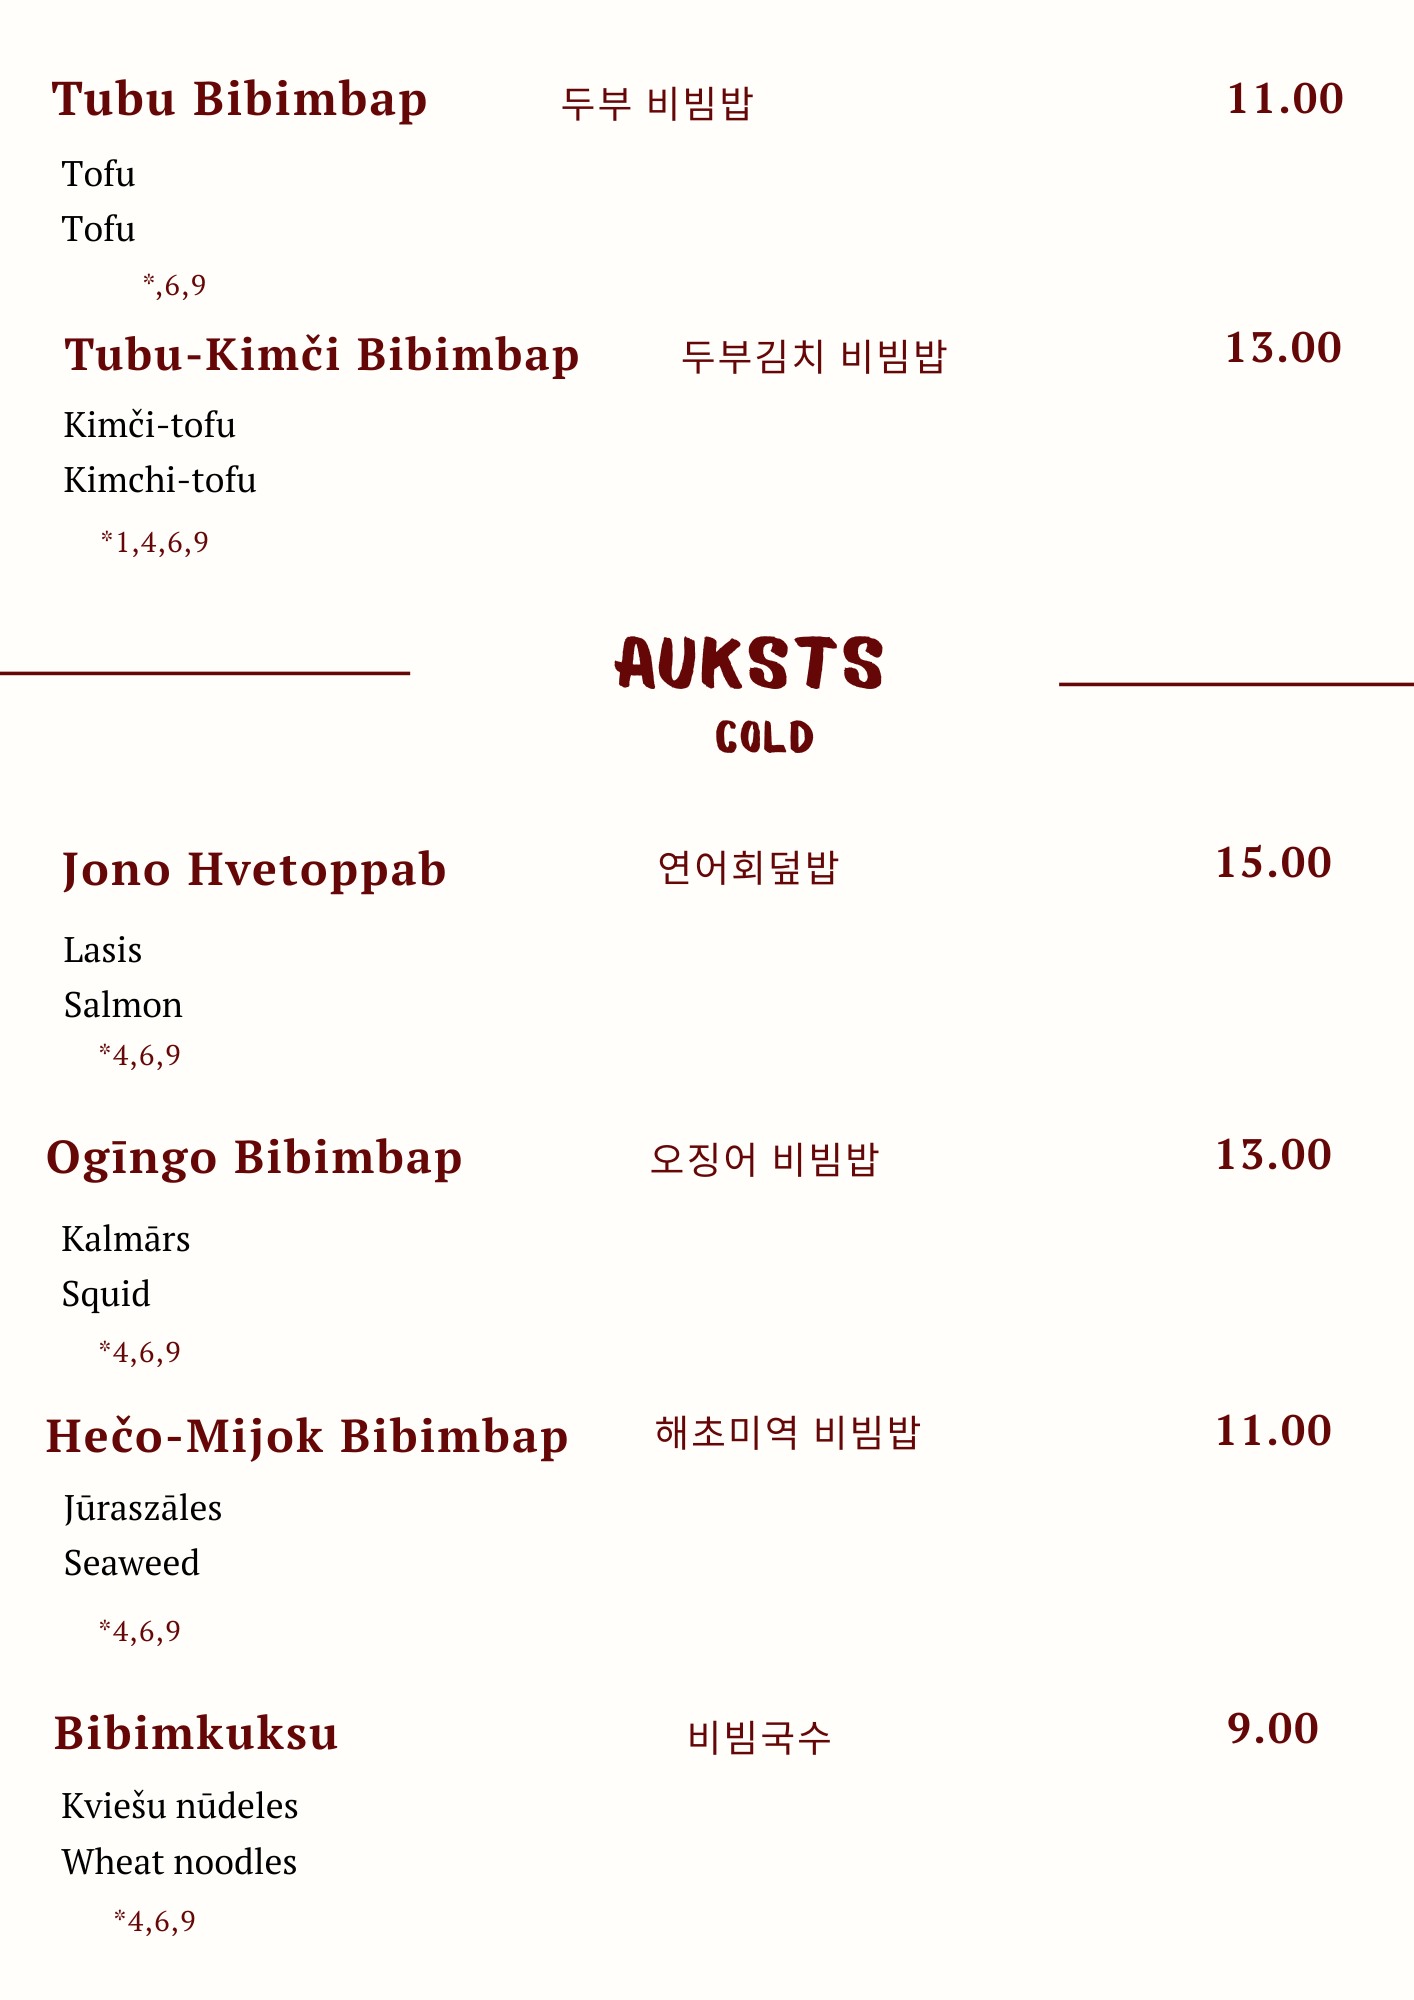 Tubu Bibimbap 두부 비빔밥 11.00
Tofu
Tofu
*,6,9
Tubu-Kimči Bibimbap 두부김치 비빔밥 13.00
Kimči-tofu
Kimchi-tofu
*1,4,6,9
AUKSTS
COLD
Jono Hvetoppab 연어회덮밥 15.00
Lasis
Salmon
*4,6,9
Ogīngo Bibimbap 오징어 비빔밥 13.00
Kalmārs
Squid
*4,6,9
Hečo-Mijok Bibimbap 해초미역 비빔밥 11.00
Jūraszāles
Seaweed
*4,6,9
Bibimkuksu 비빔국수 9.00
Kviešu nūdeles
Wheat noodles
*4,6,9